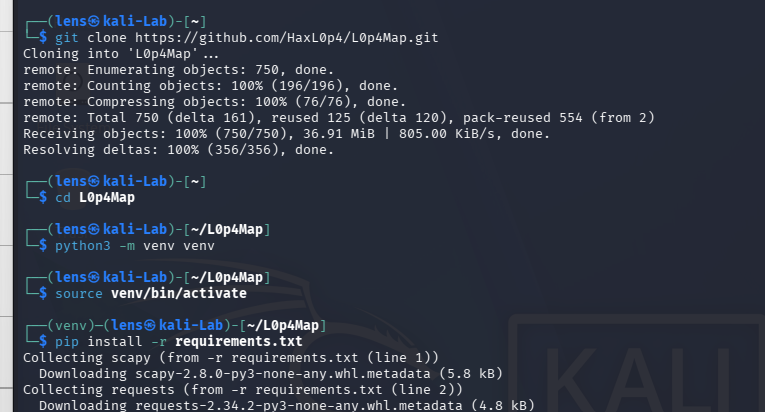 ┌──(lens㉿kali-Lab)-[~]
└─$ git clone https://github.com/HaxL0p4/L0p4Map.git
Cloning into 'L0p4Map'...
remote: Enumerating objects: 750, done.
remote: Counting objects: 100% (196/196), done.
remote: Compressing objects: 100% (76/76), done.
remote: Total 750 (delta 161), reused 125 (delta 120), pack-reused 554 (from 2)
Receiving objects: 100% (750/750), 36.91 MiB | 805.00 KiB/s, done.
Resolving deltas: 100% (356/356), done.
┌──(lens㉿kali-Lab)-[~]
└─$ cd L0p4Map
┌──(lens㉿kali-Lab)-[~/L0p4Map]
└─$ python3 -m venv venv
┌──(lens㉿kali-Lab)-[~/L0p4Map]
└─$ source venv/bin/activate
┌──(venv)─(lens㉿kali-Lab)-[~/L0p4Map]
└─$ pip install -r requirements.txt
Collecting scapy (from -r requirements.txt (line 1))
  Downloading scapy-2.8.0-py3-none-any.whl.metadata (5.8 kB)
Collecting requests (from -r requirements.txt (line 2))
  Downloading requests-2.34.2-py3-none-any.whl.metadata (4.8 kB)
KALI